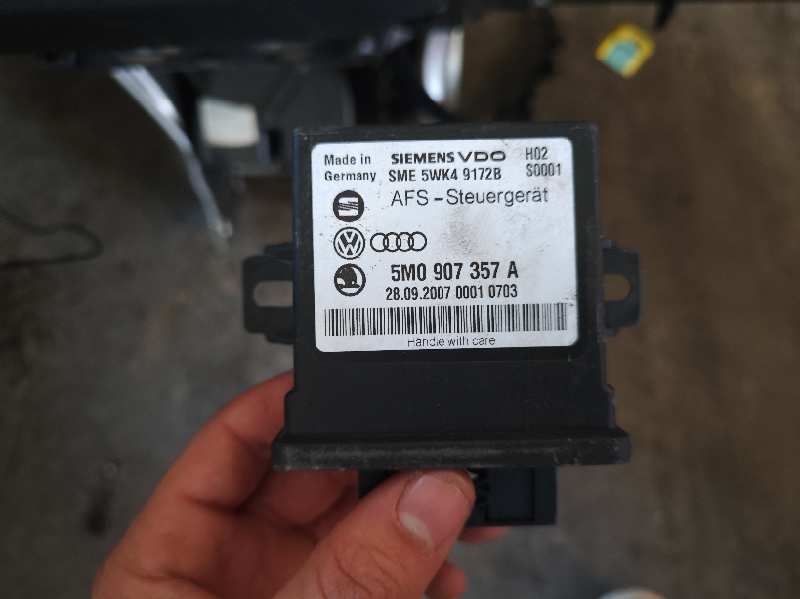 Made in
Germany
SIEMENS VDO
SME 5WK4 9172B
H02
S0001
AFS - Steuergerät
5M0 907 357 A
28.09.2007 0001 0703
Handle with care